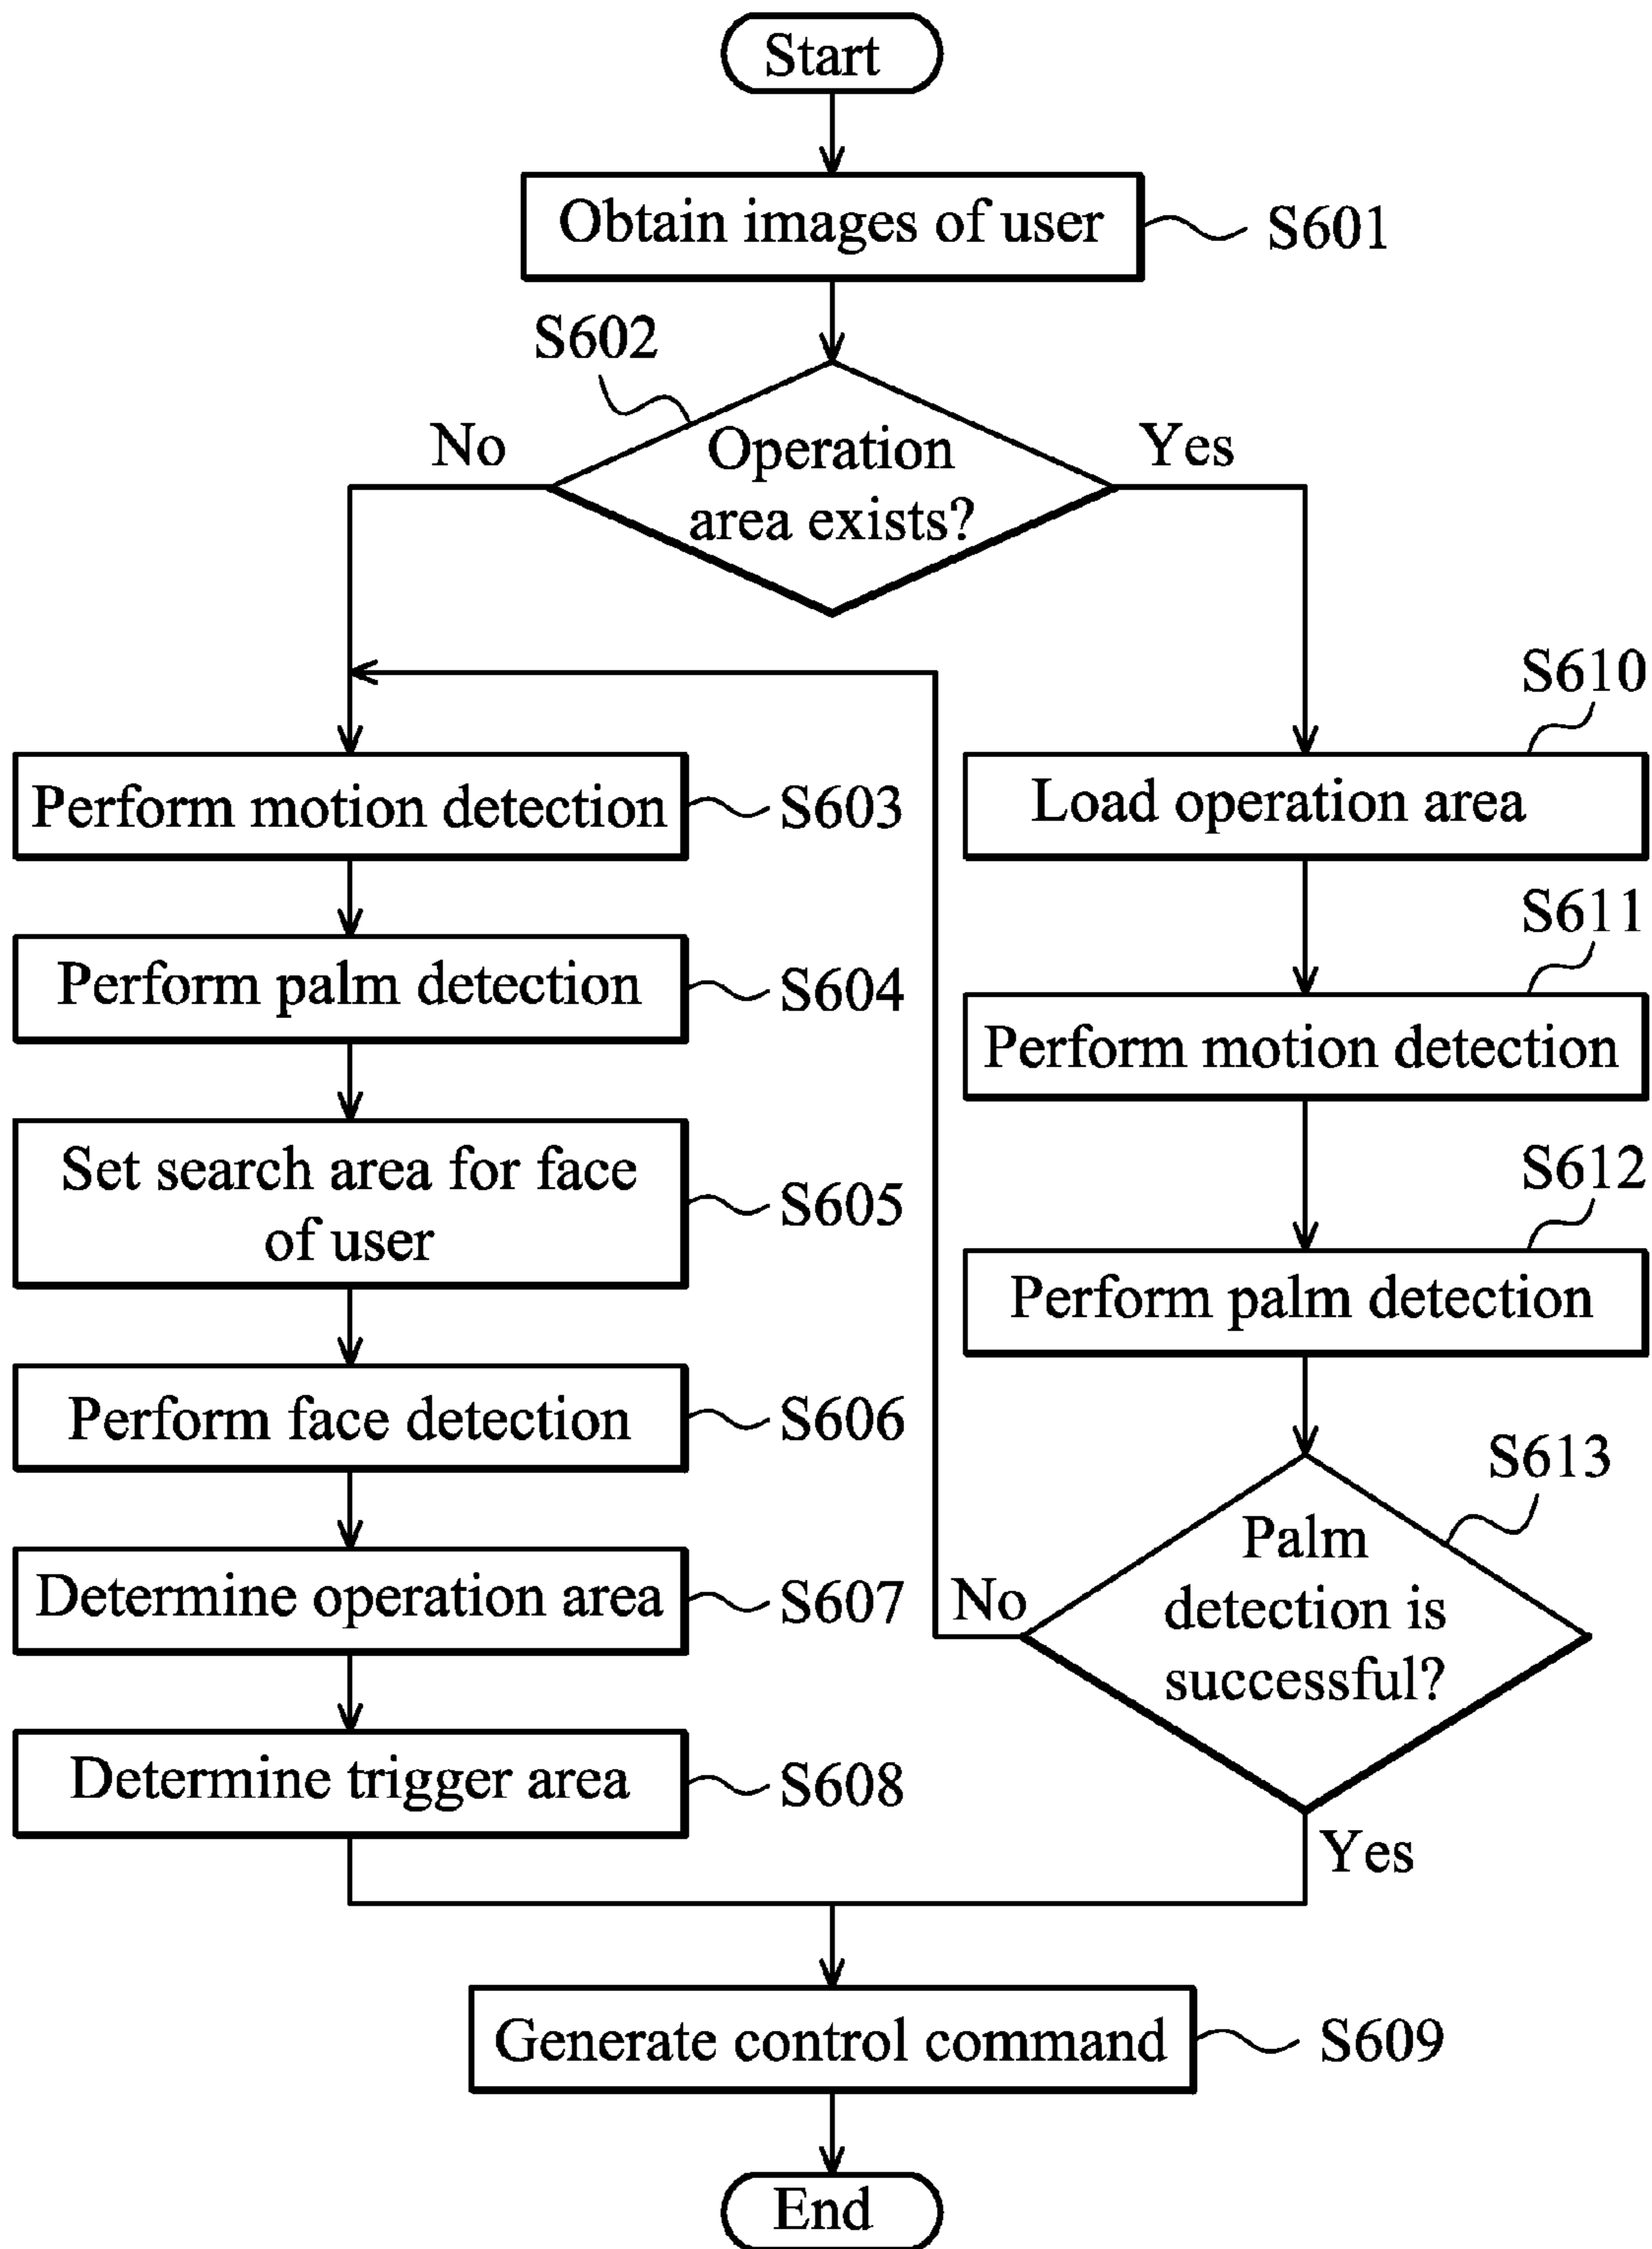 Start
Obtain images of user
S601
S602
No
Operation
area exists?
Yes
Perform motion detection
S603
Perform palm detection
S604
Set search area for face
of user
S605
Perform face detection
S606
Determine operation area
S607
Determine trigger area
S608
S610
Load operation area
S611
Perform motion detection
S612
Perform palm detection
S613
Palm
detection is
successful?
No
Yes
Generate control command
S609
End